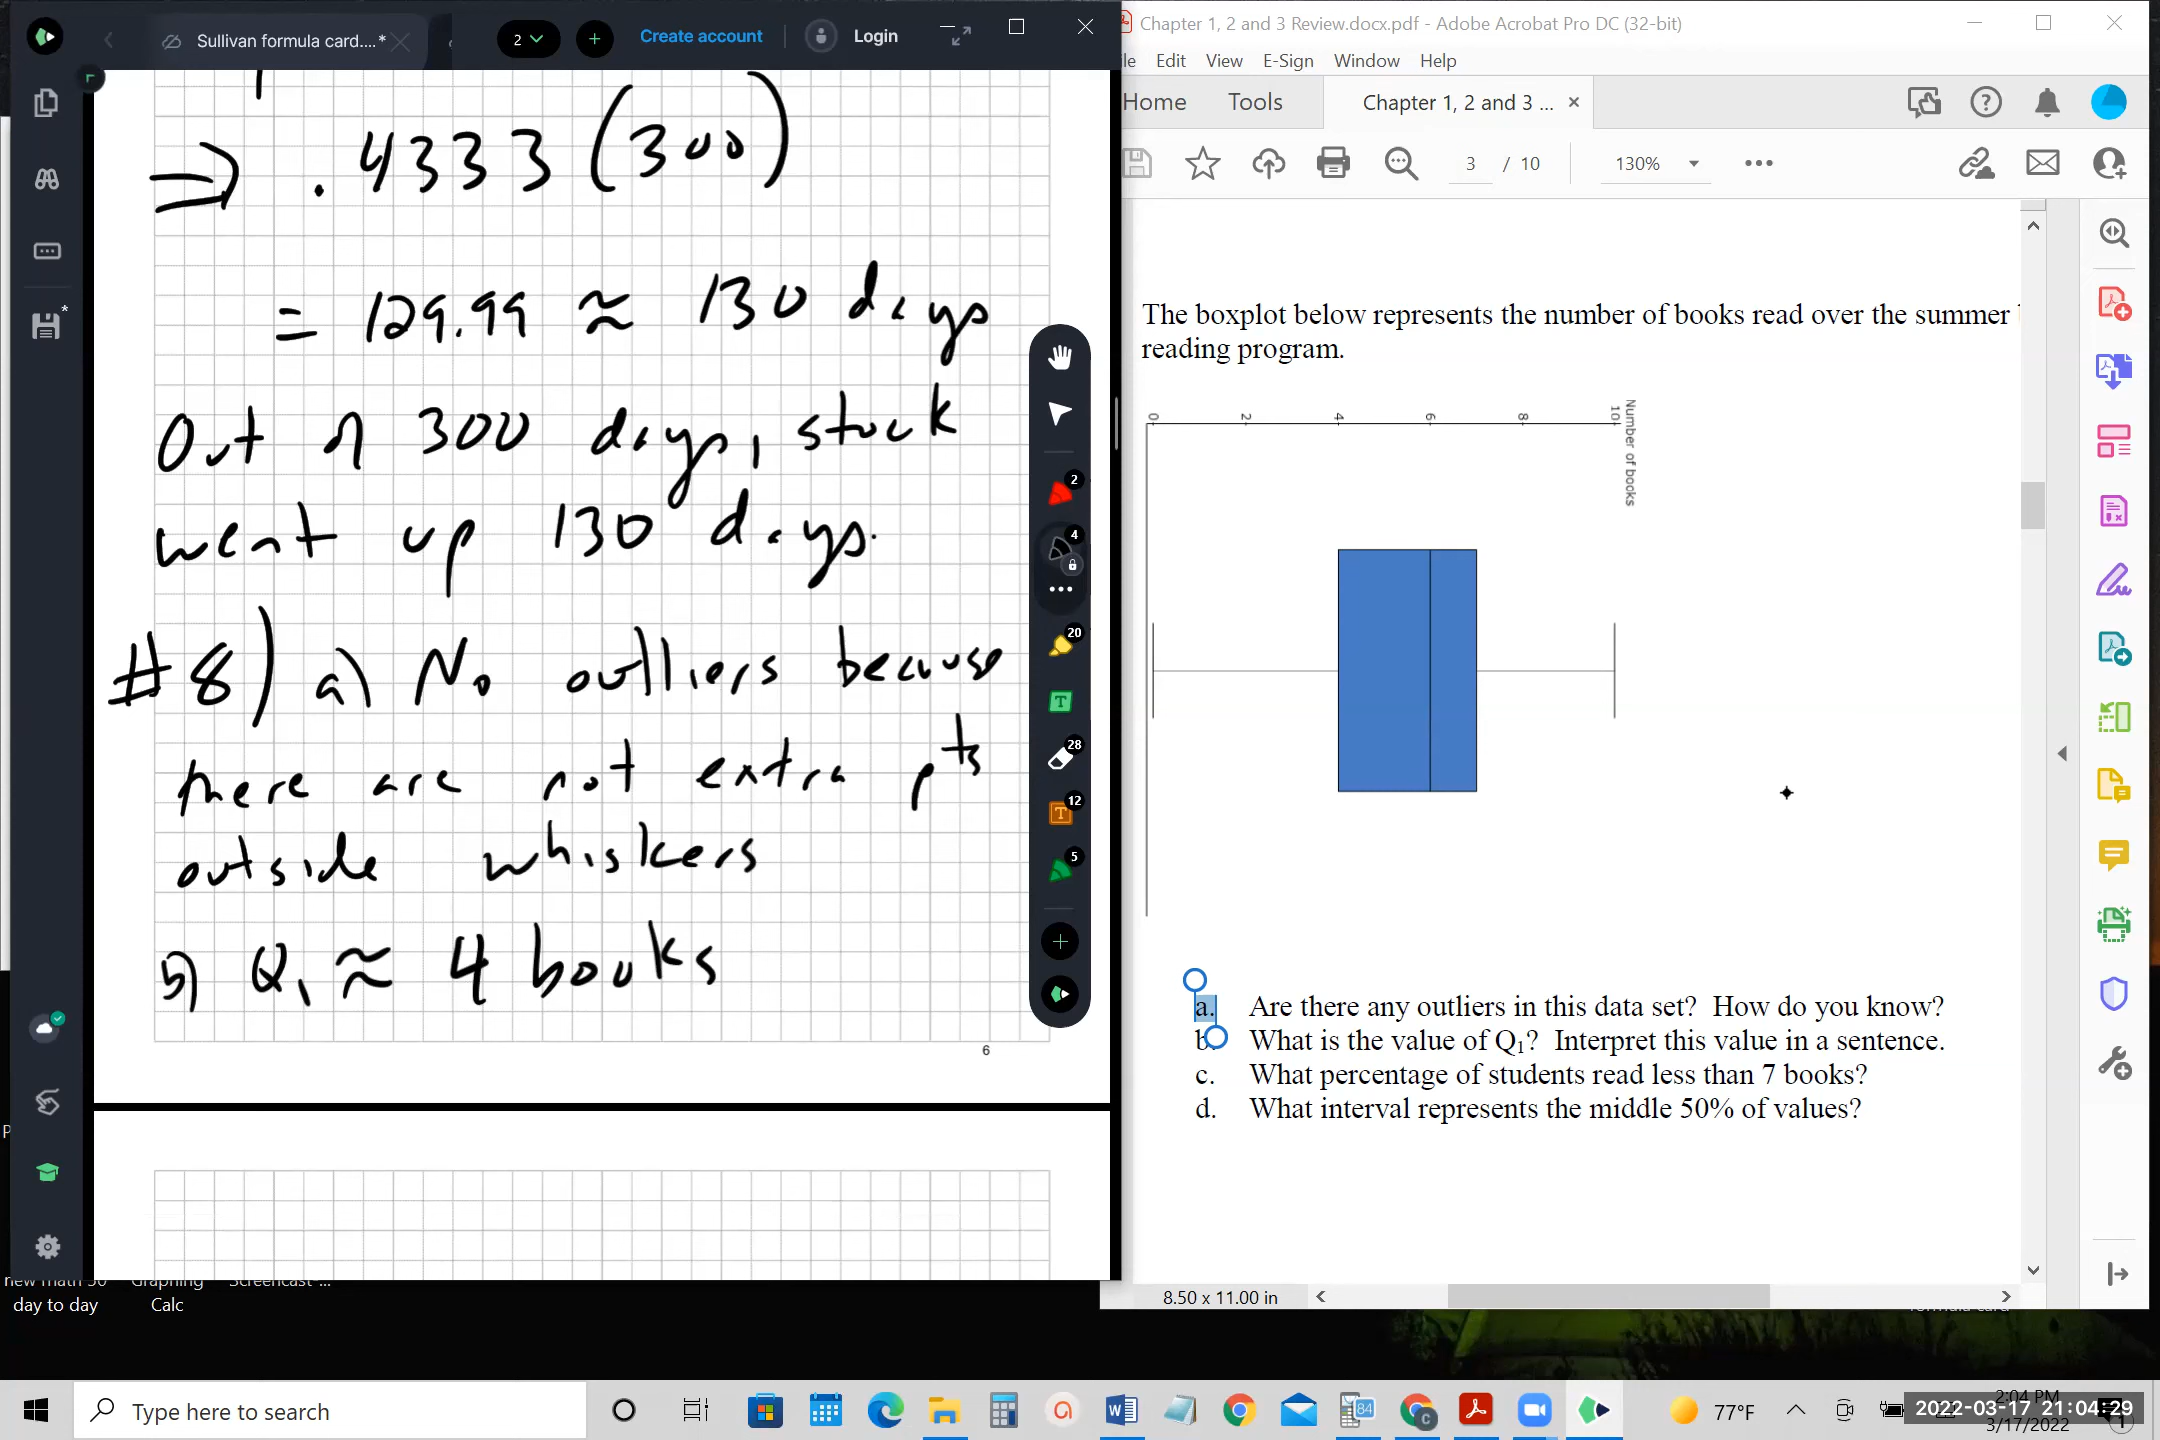 Sullivan formula card....*
2
+
Create account
Login
⇒ .4333 (300)
= 129.99 ≈ 130 days
Out of 300 days, stock
went up 130 days.
#8) a) No outliers because
there are not extra pts
outside whiskers
b) Q₁ ≈ 4 books
6
2
4
20
T
28
T 12
5
Chapter 1, 2 and 3 Review.docx.pdf - Adobe Acrobat Pro DC (32-bit)
Edit View E-Sign Window Help
Home Tools Chapter 1, 2 and 3 ... ×
3 / 10 130%
The boxplot below represents the number of books read over the summer
reading program.
0 2 4 6 8 10
Number of books
a. Are there any outliers in this data set? How do you know?
b. What is the value of Q₁? Interpret this value in a sentence.
c. What percentage of students read less than 7 books?
d. What interval represents the middle 50% of values?
8.50 x 11.00 in
day to day
Calc
Type here to search
84
77°F
2:04 PM
3/17/2022
2022-03-17 21:04:29